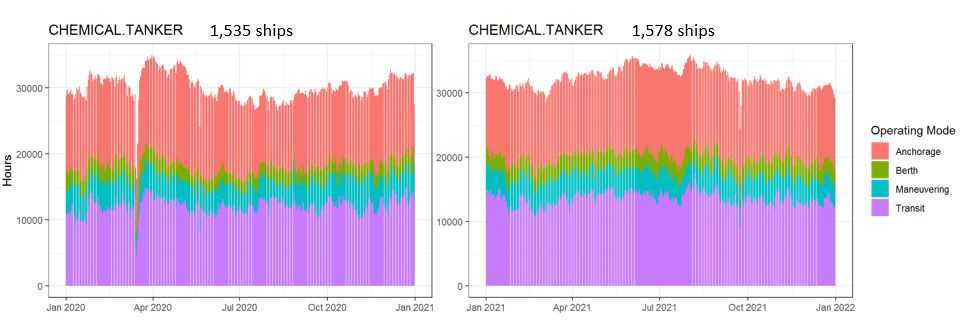 CHEMICAL.TANKER 1,535 ships
Hours
30000
20000
10000
0
Jan 2020 Apr 2020 Jul 2020 Oct 2020 Jan 2021
CHEMICAL.TANKER 1,578 ships
30000
20000
10000
0
Jan 2021 Apr 2021 Jul 2021 Oct 2021 Jan 2022
Operating Mode
Anchorage
Berth
Maneuvering
Transit